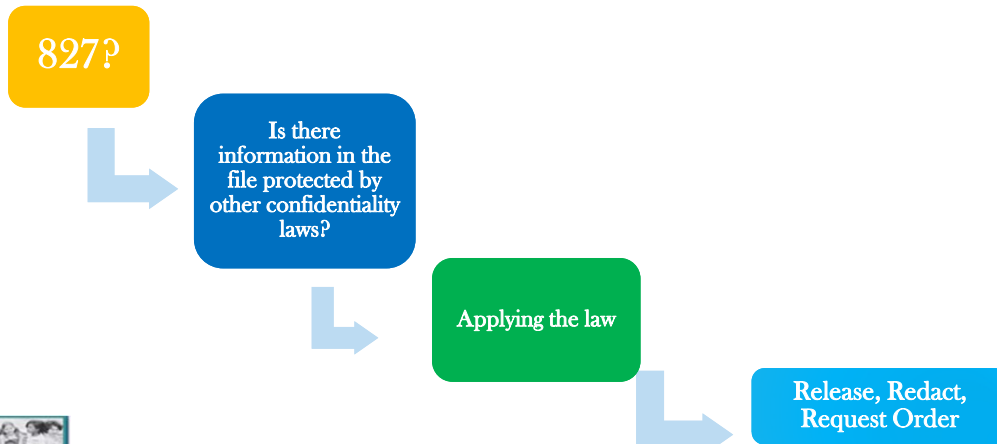 827?
Is there
information in the
file protected by
other confidentiality
laws?
Applying the law
Release, Redact,
Request Order